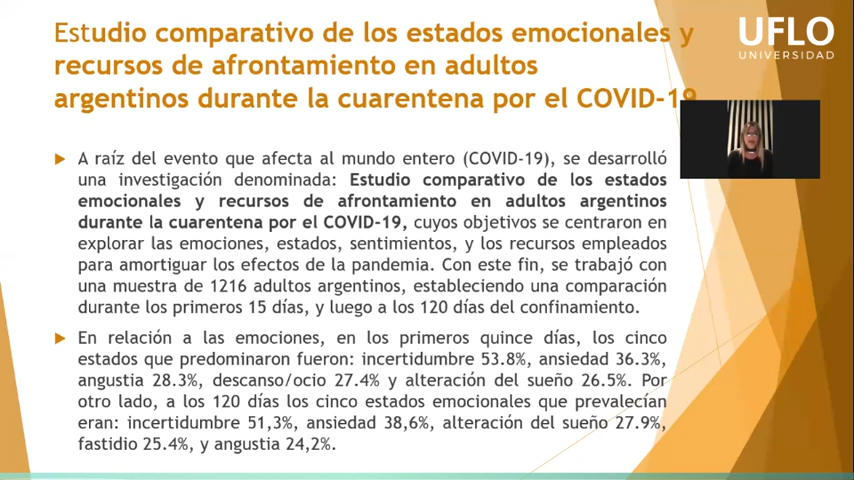 Estudio comparativo de los estados emocionales y
recursos de afrontamiento en adultos
argentinos durante la cuarentena por el COVID-19
UFLO
UNIVERSIDAD
A raíz del evento que afecta al mundo entero (COVID-19), se desarrolló
una investigación denominada: Estudio comparativo de los estados
emocionales y recursos de afrontamiento en adultos argentinos
durante la cuarentena por el COVID-19, cuyos objetivos se centraron en
explorar las emociones, estados, sentimientos, y los recursos empleados
para amortiguar los efectos de la pandemia. Con este fin, se trabajó con
una muestra de 1216 adultos argentinos, estableciendo una comparación
durante los primeros 15 días, y luego a los 120 días del confinamiento.
En relación a las emociones, en los primeros quince días, los cinco
estados que predominaron fueron: incertidumbre 53.8%, ansiedad 36.3%,
angustia 28.3%, descanso/ocio 27.4% y alteración del sueño 26.5%. Por
otro lado, a los 120 días los cinco estados emocionales que prevalecían
eran: incertidumbre 51,3%, ansiedad 38,6%, alteración del sueño 27.9%,
fastidio 25.4%, y angustia 24,2%.